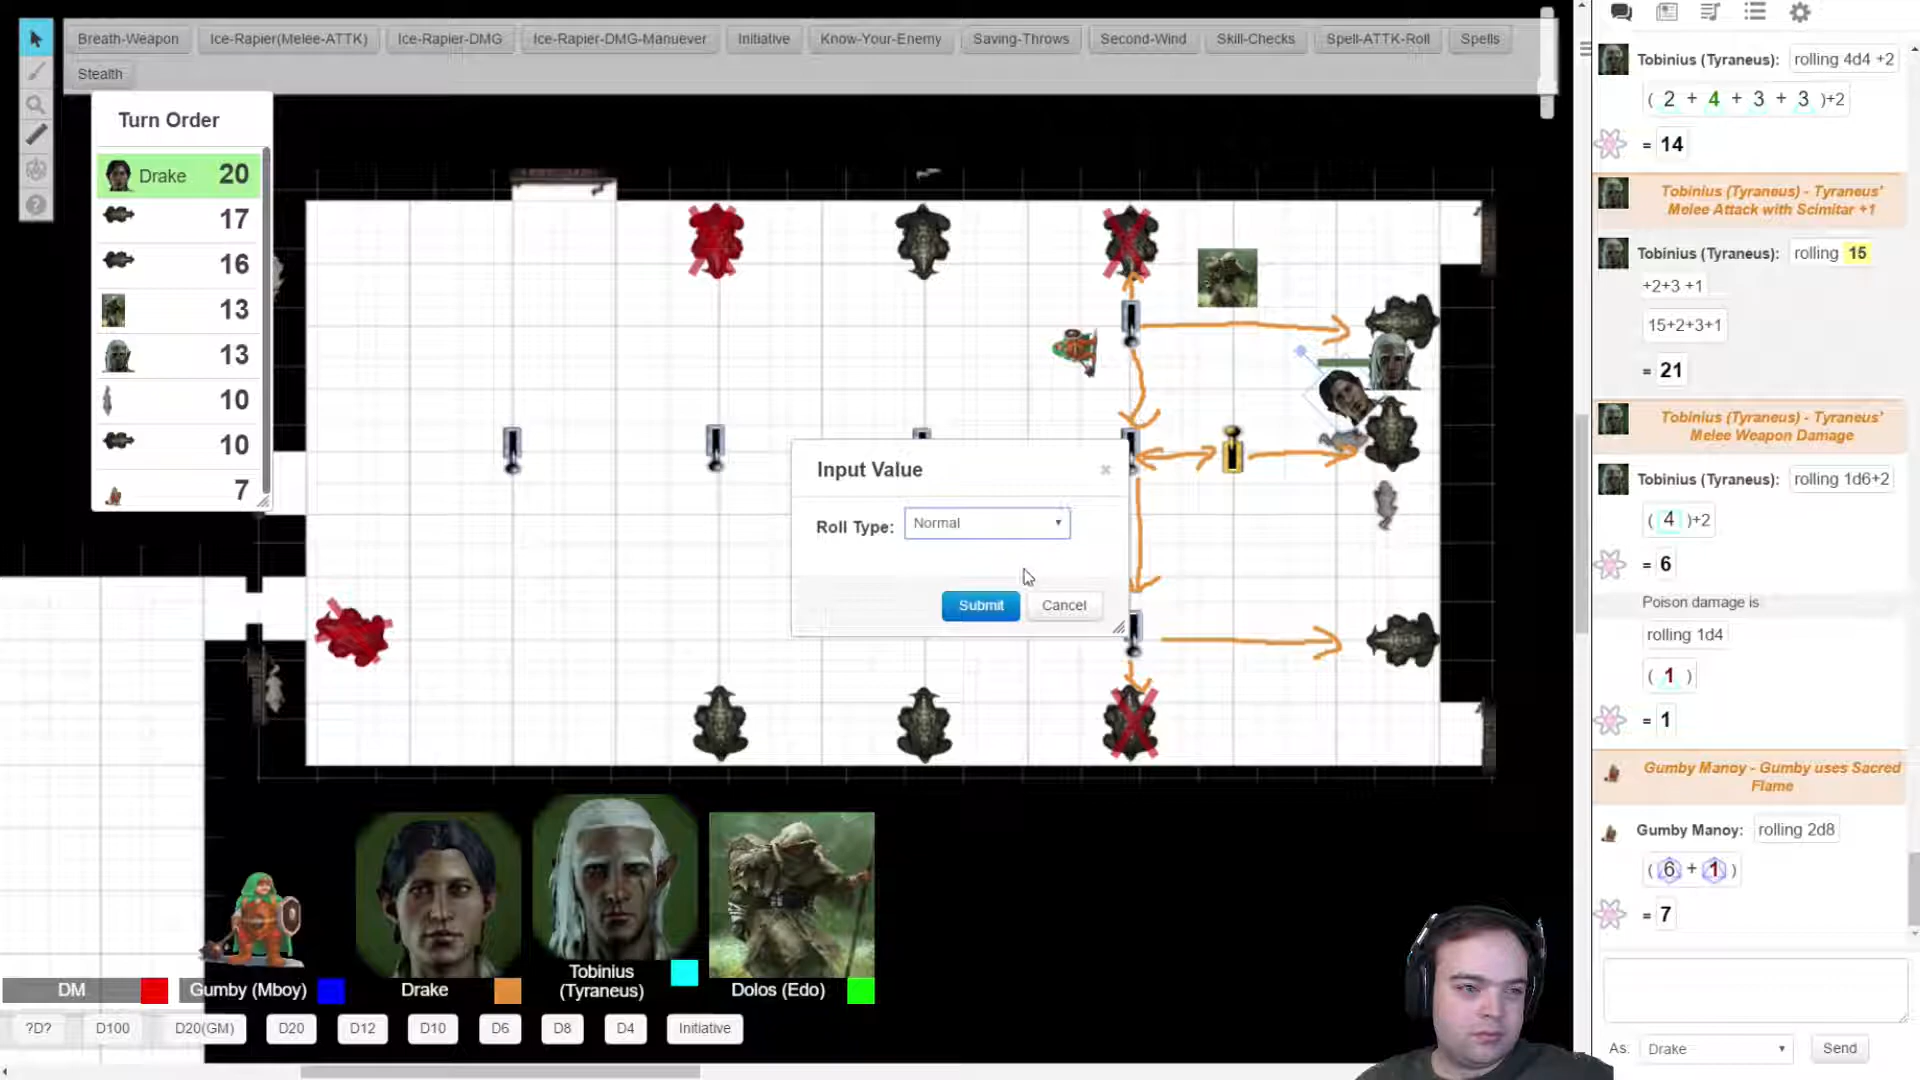 Breath-Weapon
Ice-Rapier(Melee-ATTK)
Ice-Rapier-DMG
Ice-Rapier-DMG-Manuever
Initiative
Know-Your-Enemy
Saving-Throws
Second-Wind
Skill-Checks
Spell-ATTK-Roll
Spells
Stealth
Turn Order
Drake 20
17
16
13
13
10
10
7
Input Value
×
Roll Type: Normal
Submit
Cancel
Tobinius (Tyraneus): rolling 4d4 +2
( 2 + 4 + 3 + 3 )+2
= 14
Tobinius (Tyraneus) - Tyraneus'
Melee Attack with Scimitar +1
Tobinius (Tyraneus): rolling 15
+2+3 +1
15+2+3+1
= 21
Tobinius (Tyraneus) - Tyraneus'
Melee Weapon Damage
Tobinius (Tyraneus): rolling 1d6+2
( 4 )+2
= 6
Poison damage is
rolling 1d4
( 1 )
= 1
Gumby Manoy - Gumby uses Sacred
Flame
Gumby Manoy: rolling 2d8
( 6 + 1 )
= 7
DM
Gumby (Mboy)
Drake
Tobinius
(Tyraneus)
Dolos (Edo)
?D?
D100
D20(GM)
D20
D12
D10
D6
D8
D4
Initiative
As: Drake
Send